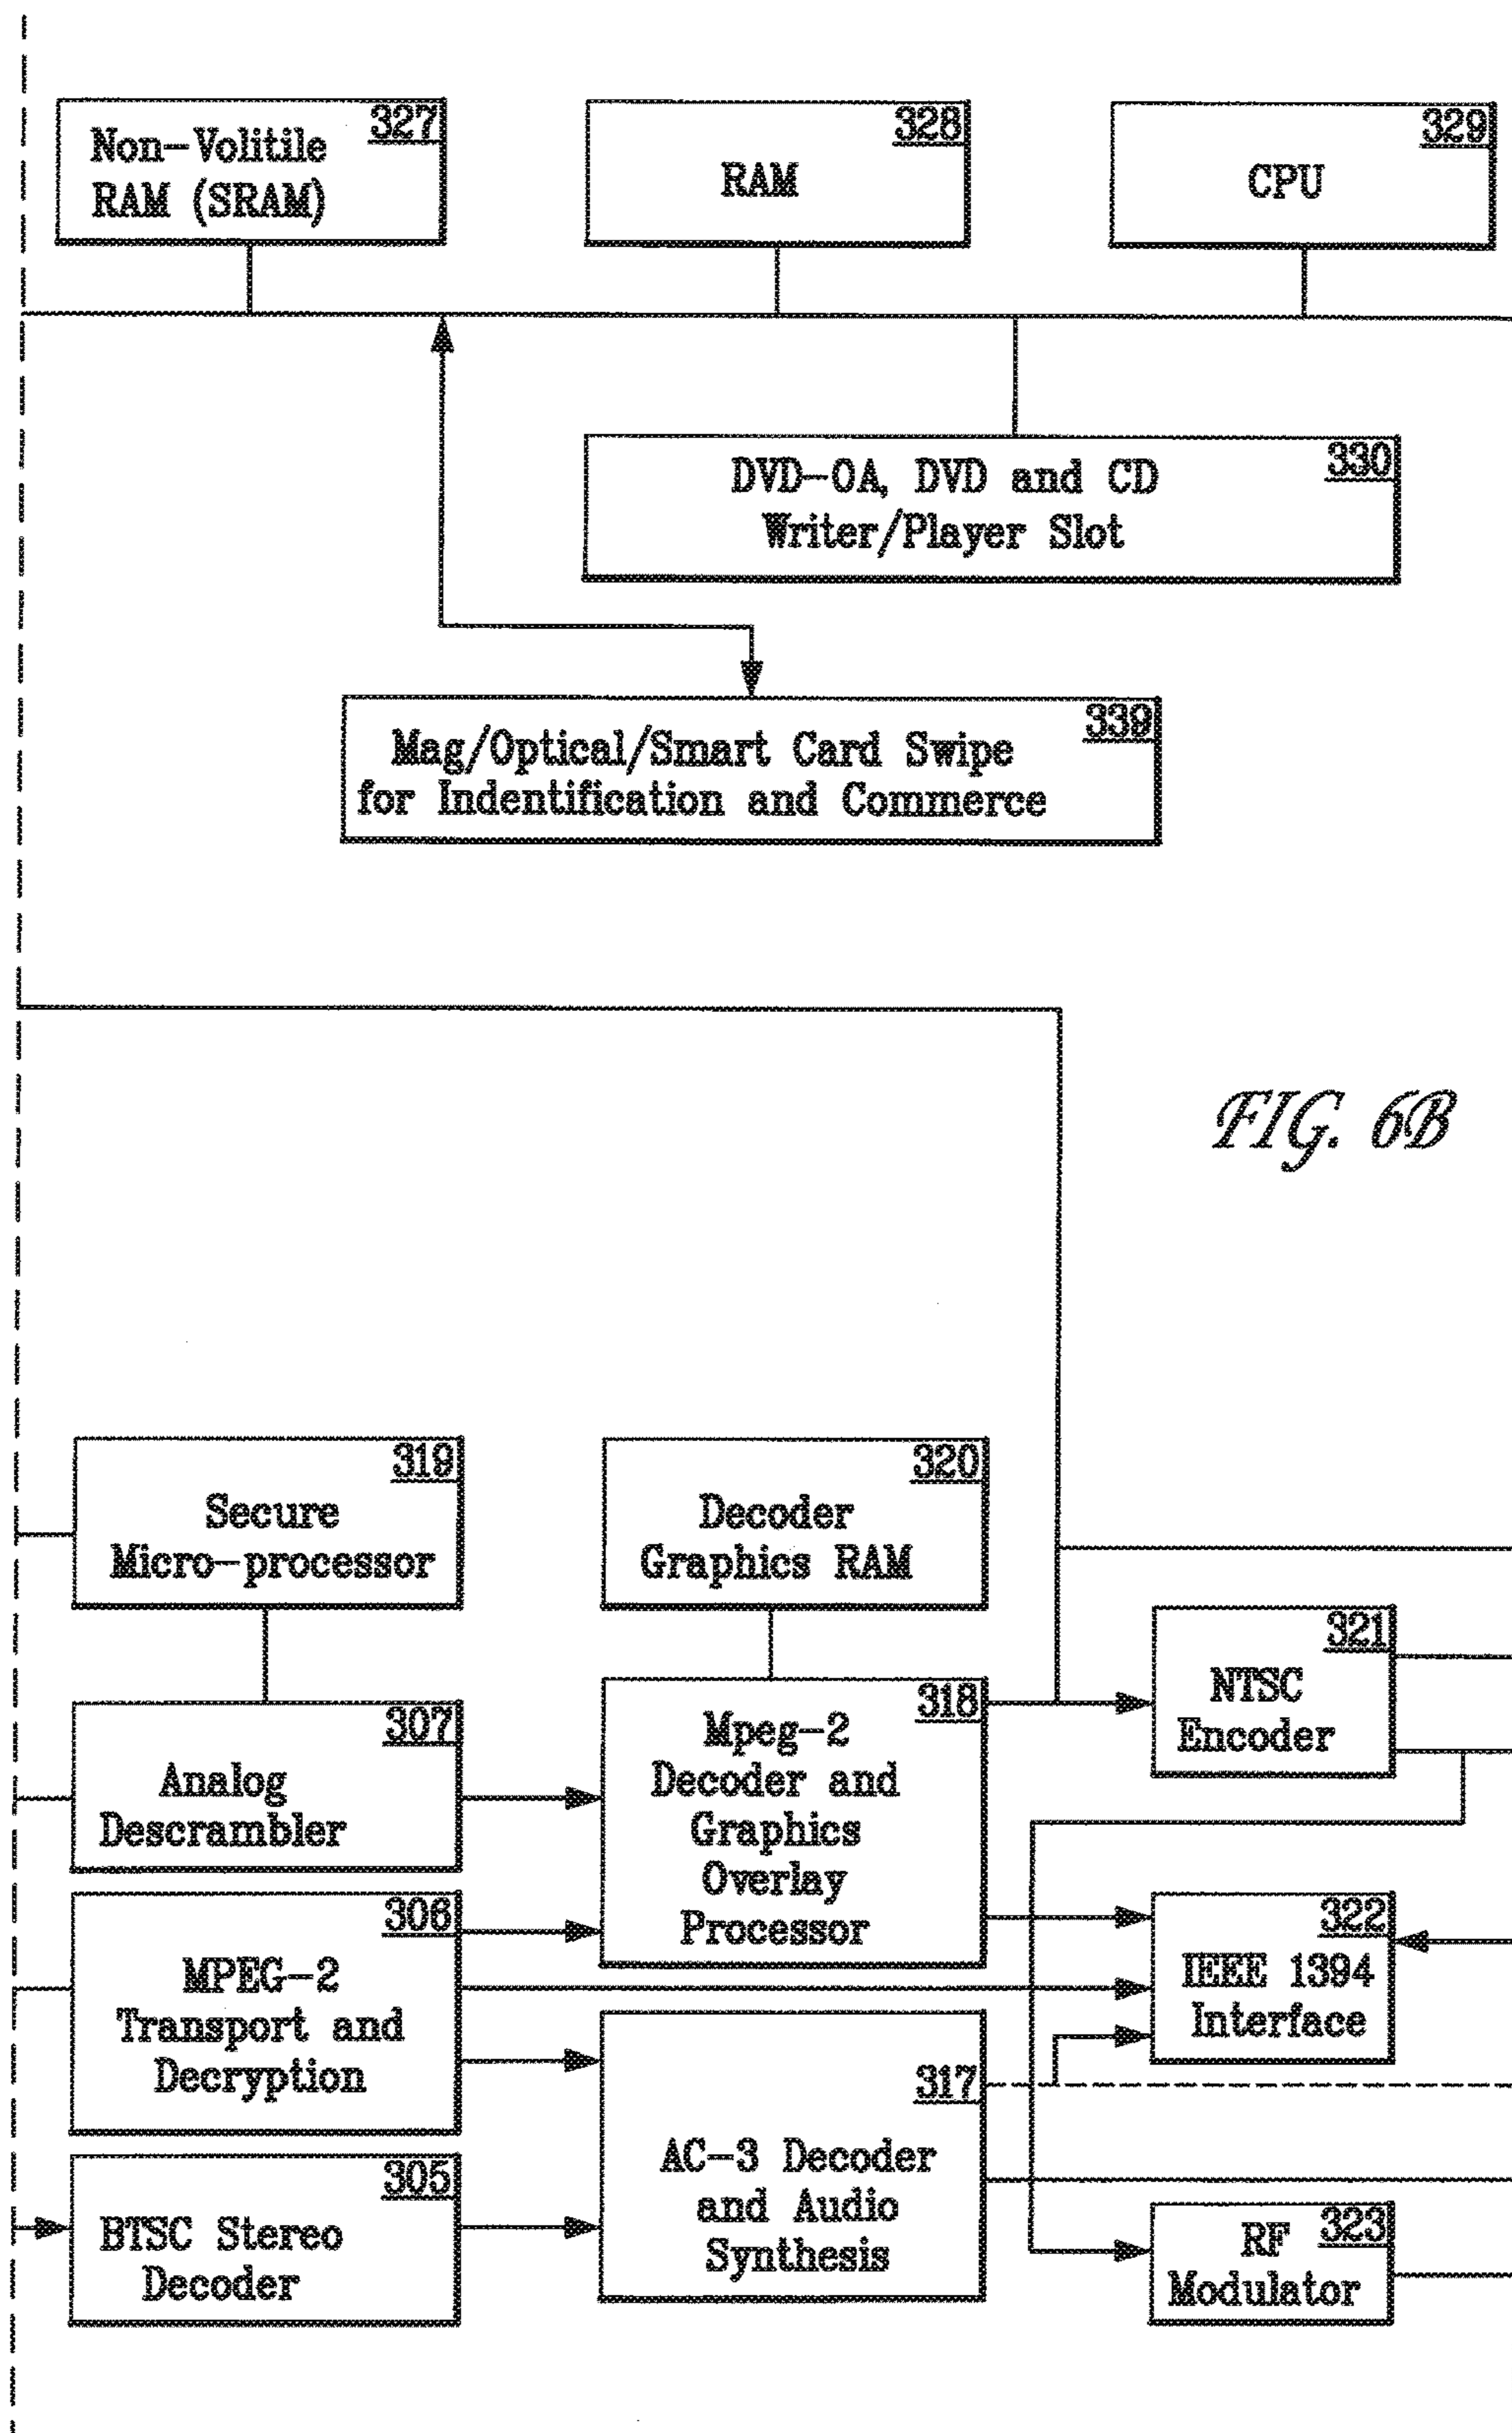 327
Non-Volitile
RAM (SRAM)
328
RAM
329
CPU
330
DVD-OA, DVD and CD
Writer/Player Slot
339
Mag/Optical/Smart Card Swipe
for Indentification and Commerce
FIG. 6B
319
Secure
Micro-processor
320
Decoder
Graphics RAM
321
NTSC
Encoder
307
Analog
Descrambler
318
Mpeg-2
Decoder and
Graphics
Overlay
Processor
306
MPEG-2
Transport and
Decryption
322
IEEE 1394
Interface
317
AC-3 Decoder
and Audio
Synthesis
305
BTSC Stereo
Decoder
323
RF
Modulator